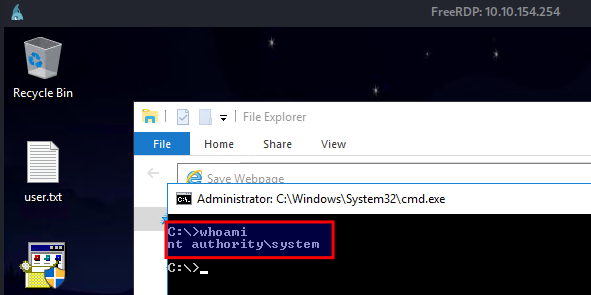 FreeRDP: 10.10.154.254
Recycle Bin
File Explorer
File Home Share View
Save Webpage
user.txt
Administrator: C:\Windows\System32\cmd.exe
C:\>whoami
nt authority\system
C:\>